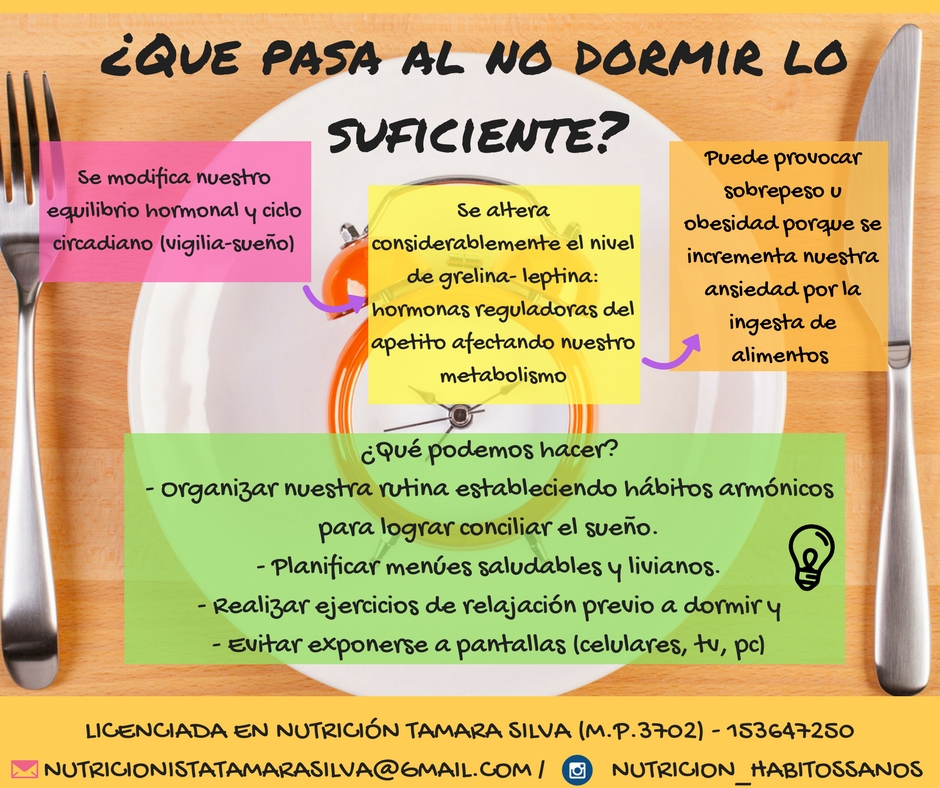 ¿QUE PASA AL NO DORMIR LO
SUFICIENTE?
Se modifica nuestro
equilibrio hormonal y ciclo
circadiano (vigilia-sueño)
Se altera
considerablemente el nivel
de grelina- leptina:
hormonas reguladoras del
apetito afectando nuestro
metabolismo
Puede provocar
sobrepeso u
obesidad porque se
incrementa nuestra
ansiedad por la
ingesta de
alimentos
¿Qué podemos hacer?
- Organizar nuestra rutina estableciendo hábitos armónicos
para lograr conciliar el sueño.
- Planificar menúes saludables y livianos.
- Realizar ejercicios de relajación previo a dormir y
- Evitar exponerse a pantallas (celulares, tv, pc)
LICENCIADA EN NUTRICIÓN TAMARA SILVA (M.P.3702) - 153647250
NUTRICIONISTATAMARASILVA@GMAIL.COM / NUTRICION_HABITOSSANOS